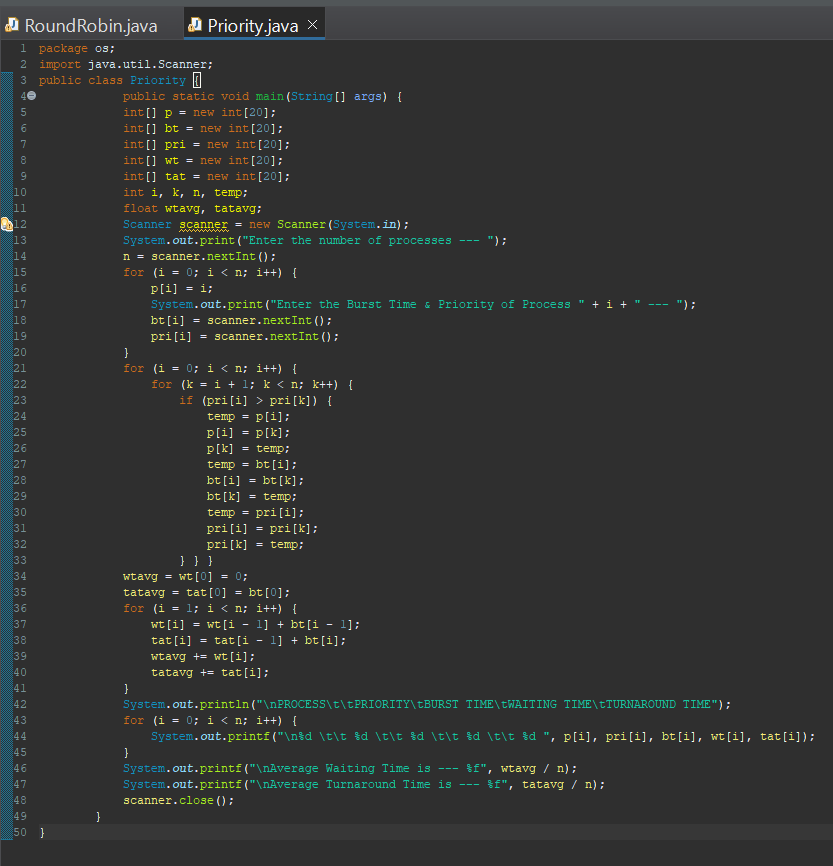 RoundRobin.java Priority.java
1 package os;
2 import java.util.Scanner;
3 public class Priority {
4 public static void main(String[] args) {
5 int[] p = new int[20];
6 int[] bt = new int[20];
7 int[] pri = new int[20];
8 int[] wt = new int[20];
9 int[] tat = new int[20];
10 int i, k, n, temp;
11 float wtavg, tatavg;
12 Scanner scanner = new Scanner(System.in);
13 System.out.print("Enter the number of processes --- ");
14 n = scanner.nextInt();
15 for (i = 0; i < n; i++) {
16 p[i] = i;
17 System.out.print("Enter the Burst Time & Priority of Process " + i + " --- ");
18 bt[i] = scanner.nextInt();
19 pri[i] = scanner.nextInt();
20 }
21 for (i = 0; i < n; i++) {
22 for (k = i + 1; k < n; k++) {
23 if (pri[i] > pri[k]) {
24 temp = p[i];
25 p[i] = p[k];
26 p[k] = temp;
27 temp = bt[i];
28 bt[i] = bt[k];
29 bt[k] = temp;
30 temp = pri[i];
31 pri[i] = pri[k];
32 pri[k] = temp;
33 } } }
34 wtavg = wt[0] = 0;
35 tatavg = tat[0] = bt[0];
36 for (i = 1; i < n; i++) {
37 wt[i] = wt[i - 1] + bt[i - 1];
38 tat[i] = tat[i - 1] + bt[i];
39 wtavg += wt[i];
40 tatavg += tat[i];
41 }
42 System.out.println("\nPROCESS\t\tPRIORITY\tBURST TIME\tWAITING TIME\tTURNAROUND TIME");
43 for (i = 0; i < n; i++) {
44 System.out.printf("\n%d \t\t %d \t\t %d \t\t %d \t\t %d ", p[i], pri[i], bt[i], wt[i], tat[i]);
45 }
46 System.out.printf("\nAverage Waiting Time is --- %f", wtavg / n);
47 System.out.printf("\nAverage Turnaround Time is --- %f", tatavg / n);
48 scanner.close();
49 }
50 }